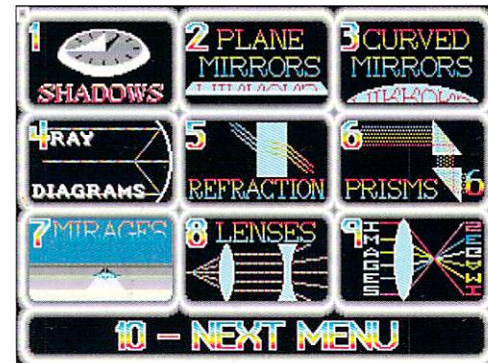 1
SHADOWS
2 PLANE
MIRRORS
3 CURVED
MIRRORS
4 RAY
DIAGRAMS
5
REFRACTION
6
PRISMS 6
7 MIRAGES
8 LENSES
9
IMAGES
IMAGES
10 - NEXT MENU